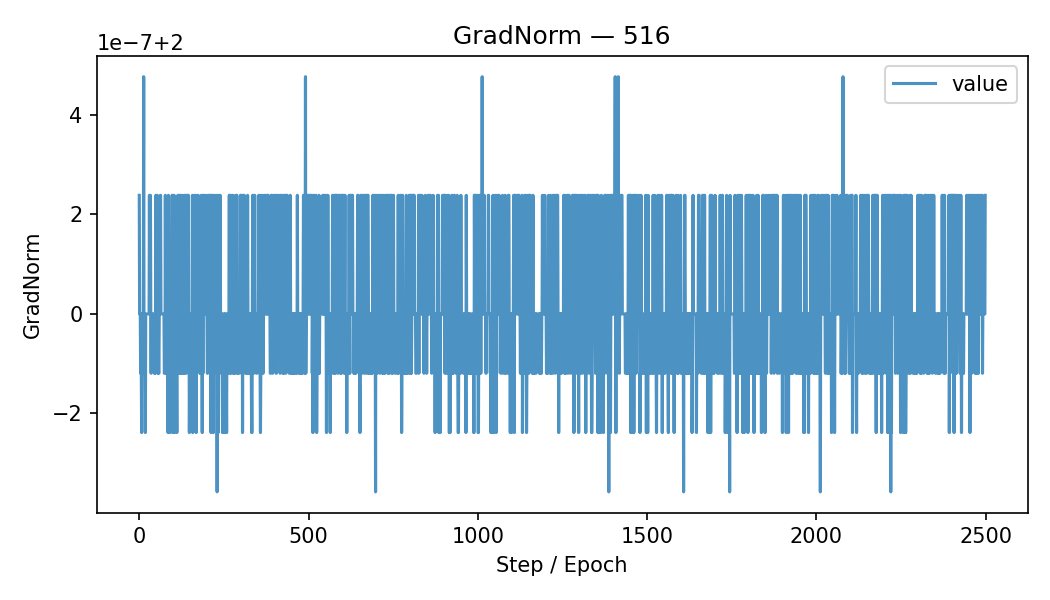 GradNorm — 516
1e−7+2
value
4
2
0
−2
GradNorm
0 500 1000 1500 2000 2500
Step / Epoch